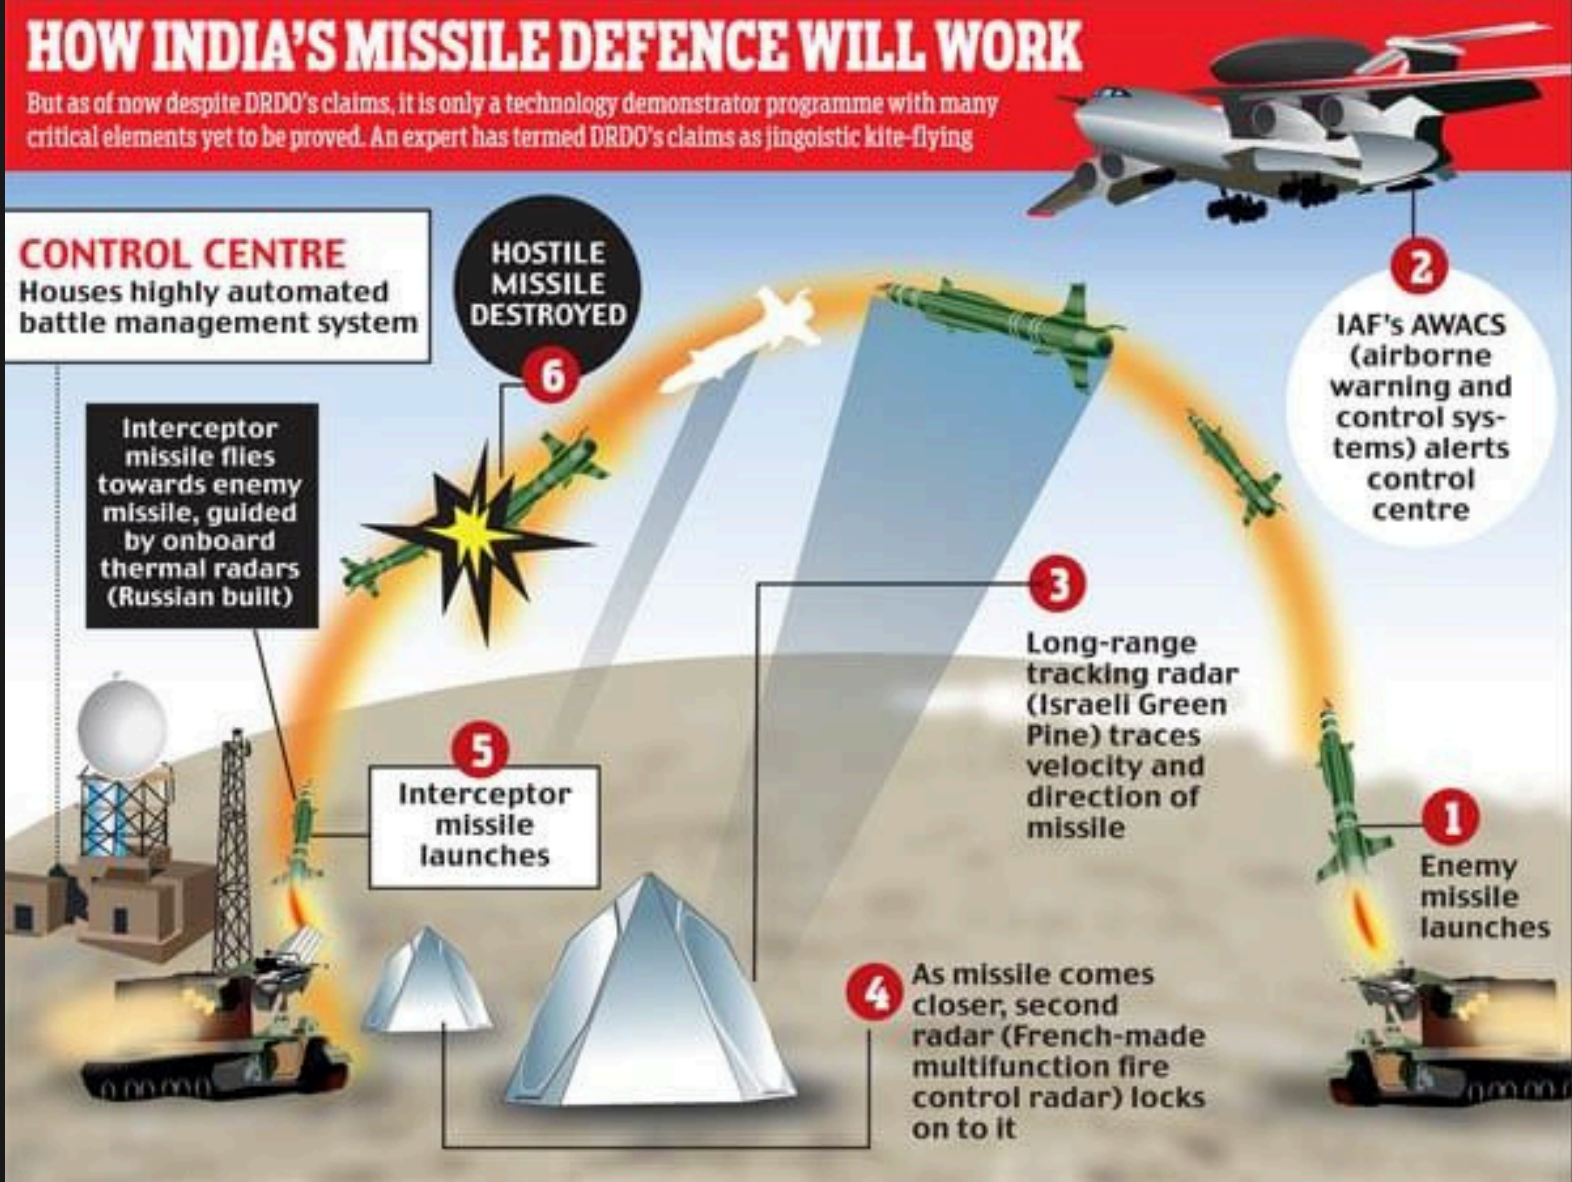 HOW INDIA'S MISSILE DEFENCE WILL WORK
But as of now despite DRDO's claims, it is only a technology demonstrator programme with many
critical elements yet to be proved. An expert has termed DRDO's claims as jingoistic kite-flying
CONTROL CENTRE
Houses highly automated
battle management system
HOSTILE
MISSILE
DESTROYED
6
2
IAF's AWACS
(airborne
warning and
control sys-
tems) alerts
control
centre
Interceptor
missile flies
towards enemy
missile, guided
by onboard
thermal radars
(Russian built)
3
Long-range
tracking radar
(Israeli Green
Pine) traces
velocity and
direction of
missile
5
Interceptor
missile
launches
1
Enemy
missile
launches
4
As missile comes
closer, second
radar (French-made
multifunction fire
control radar) locks
on to it